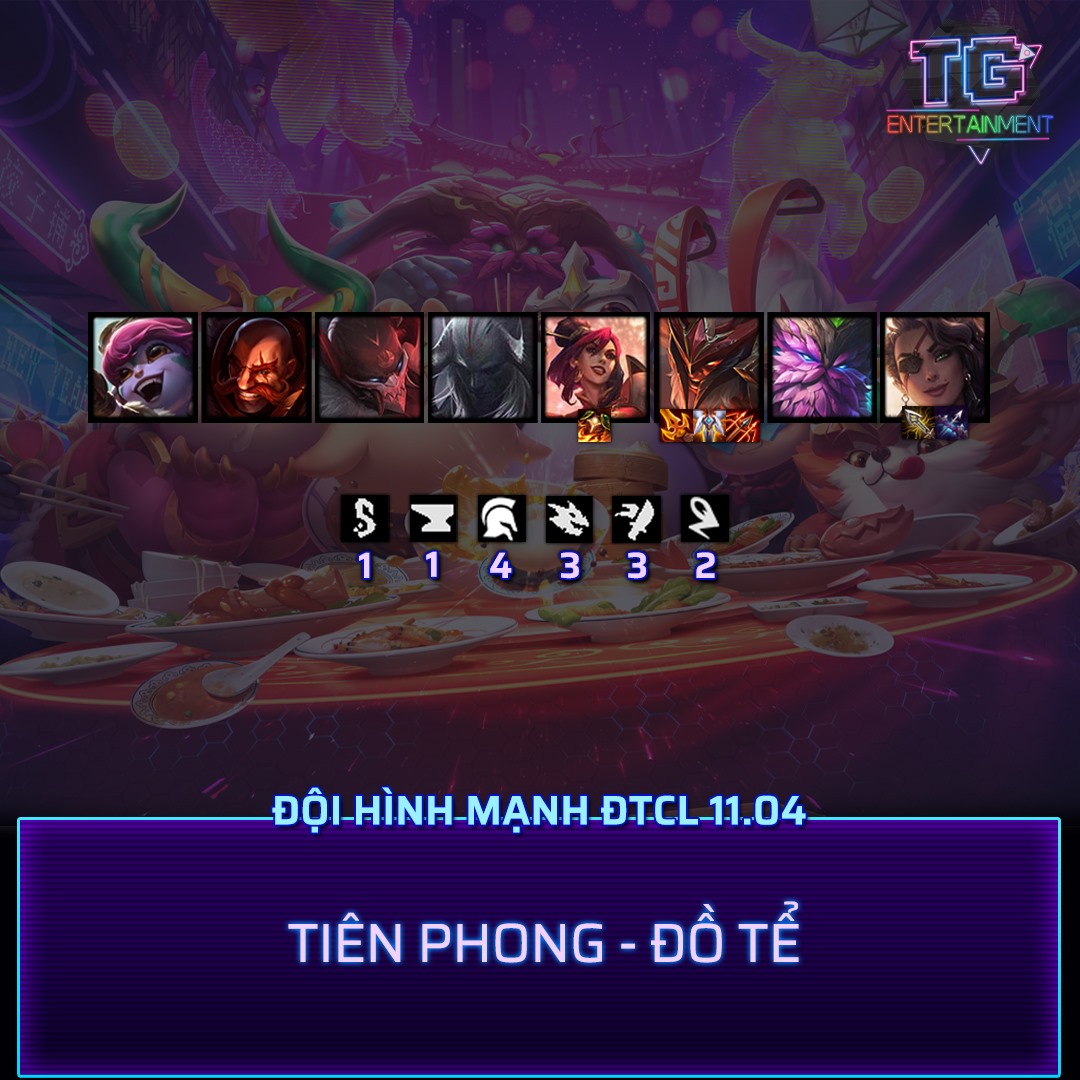 TG
ENTERTAINMENT
1 1 4 3 3 2
ĐỘI HÌNH MẠNH ĐTCL 11.04
TIÊN PHONG - ĐỒ TỂ